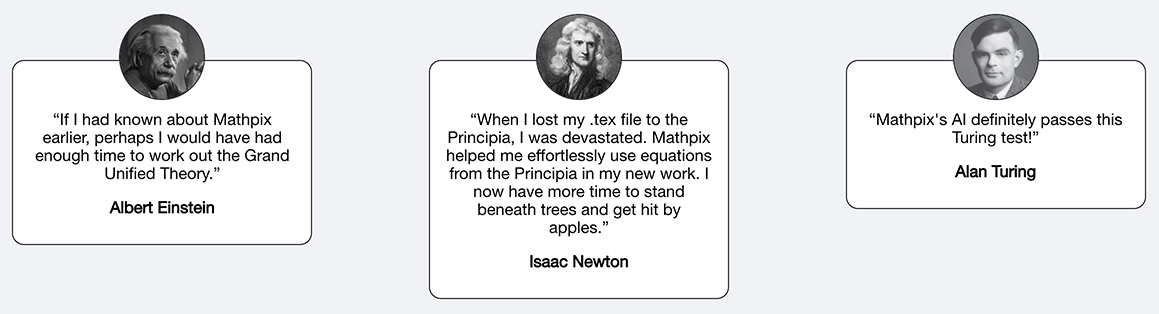 “If I had known about Mathpix
earlier, perhaps I would have had
enough time to work out the Grand
Unified Theory.”
Albert Einstein
“When I lost my .tex file to the
Principia, I was devastated. Mathpix
helped me effortlessly use equations
from the Principia in my new work. I
now have more time to stand
beneath trees and get hit by
apples.”
Isaac Newton
“Mathpix's AI definitely passes this
Turing test!”
Alan Turing